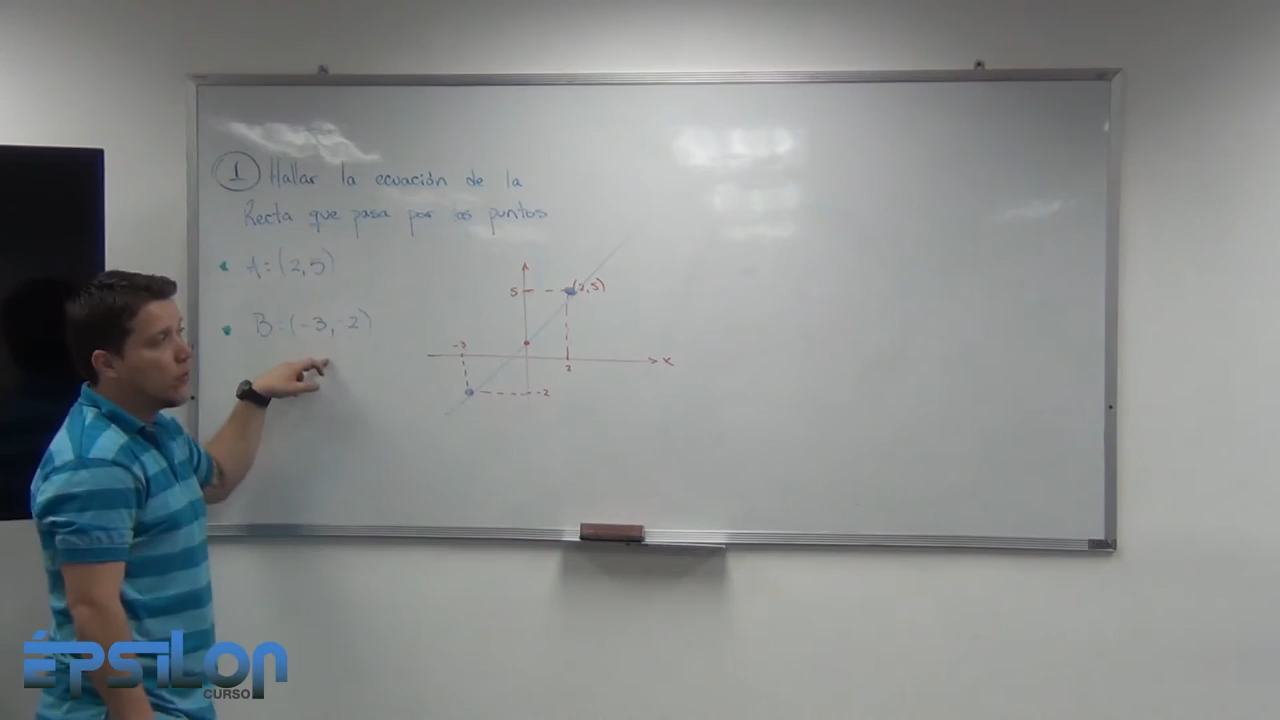 1 Hallar la ecuación de la
Recta que pasa por los puntos
A:(2,5)
B:(-3,-2)
5
(2,5)
-3
2
x
-2
ÉPSILON
CURSO